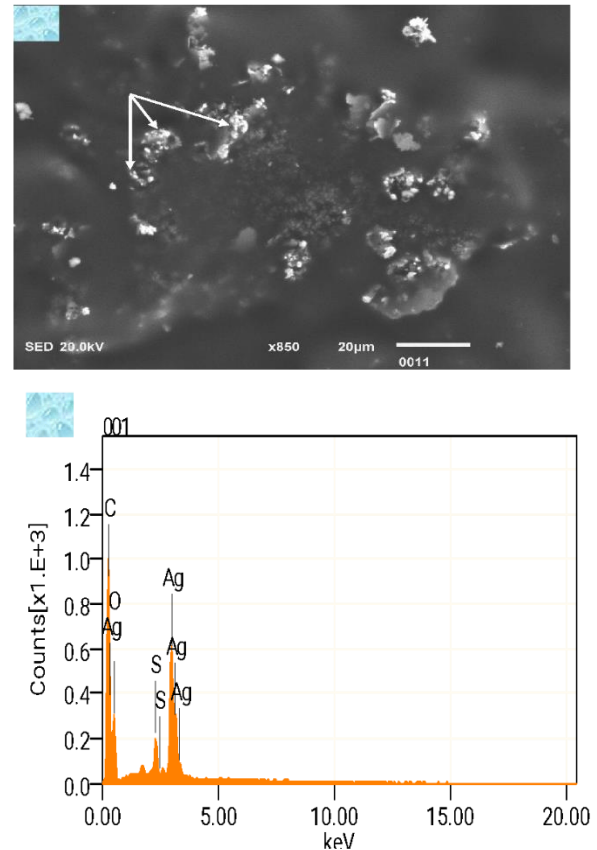 SED 20.0kV x850 20µm
0011
001
Counts[x1.E+3]
1.4
1.2
1.0
0.8
0.6
0.4
0.2
0.0
C
O
Ag
S
S
Ag
Ag
Ag
0.00 5.00 10.00 15.00 20.00
keV